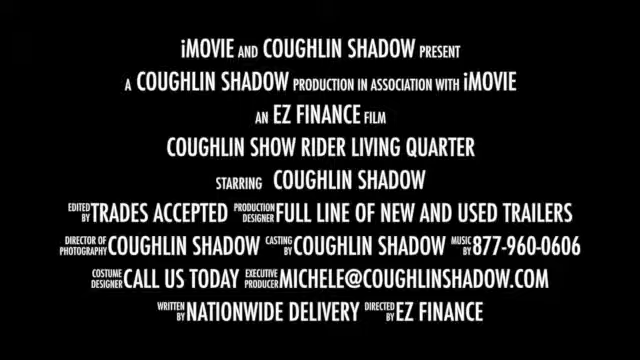 iMOVIE AND COUGHLIN SHADOW PRESENT
A COUGHLIN SHADOW PRODUCTION IN ASSOCIATION WITH iMOVIE
AN EZ FINANCE FILM
COUGHLIN SHOW RIDER LIVING QUARTER
STARRING COUGHLIN SHADOW
EDITED BY TRADES ACCEPTED PRODUCTION DESIGNER FULL LINE OF NEW AND USED TRAILERS
DIRECTOR OF PHOTOGRAPHY COUGHLIN SHADOW CASTING BY COUGHLIN SHADOW MUSIC BY 877-960-0606
COSTUME DESIGNER CALL US TODAY EXECUTIVE PRODUCER MICHELE@COUGHLINSHADOW.COM
WRITTEN BY NATIONWIDE DELIVERY DIRECTED BY EZ FINANCE